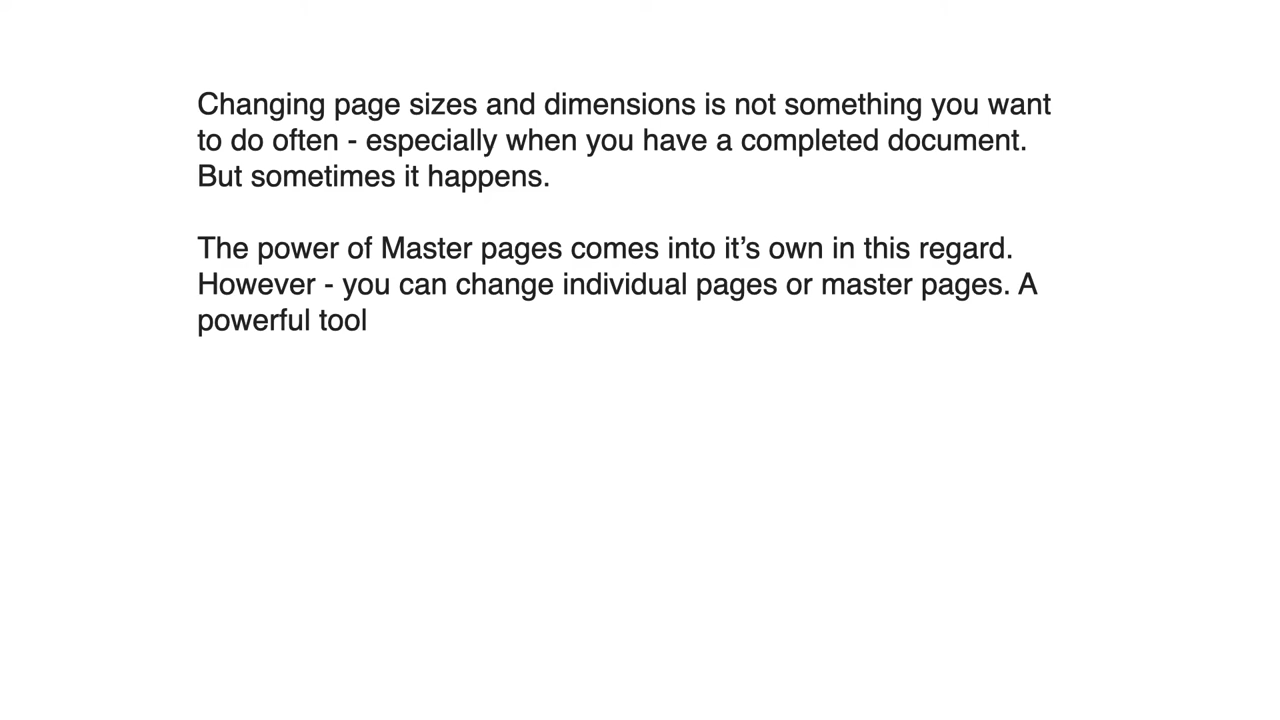 Changing page sizes and dimensions is not something you want
to do often - especially when you have a completed document.
But sometimes it happens.
The power of Master pages comes into it’s own in this regard.
However - you can change individual pages or master pages. A
powerful tool